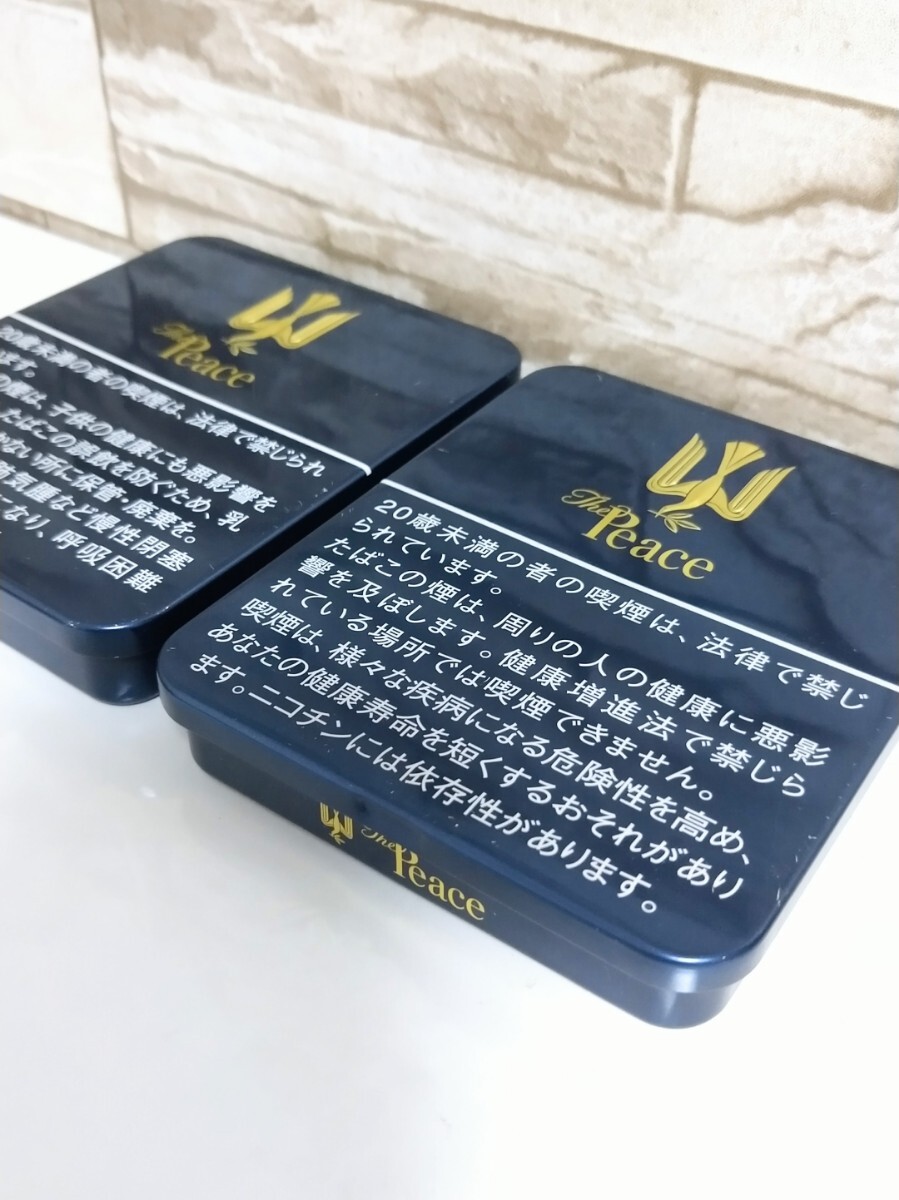 The Peace
20歳未満の者の喫煙は、法律で禁じられ
ます。
の煙は、子供の健康にも悪影響を
たばこの誤飲を防ぐため、乳
かない所に保管・廃棄を。
肺気腫など慢性閉塞
になり、呼吸困難
The Peace
20歳未満の者の喫煙は、法律で禁じ
られています。
たばこの煙は、周りの人の健康に悪影
響を及ぼします。健康増進法で禁じら
れている場所では喫煙できません。
喫煙は、様々な疾病になる危険性を高め、
あなたの健康寿命を短くするおそれがあり
ます。ニコチンには依存性があります。
The Peace